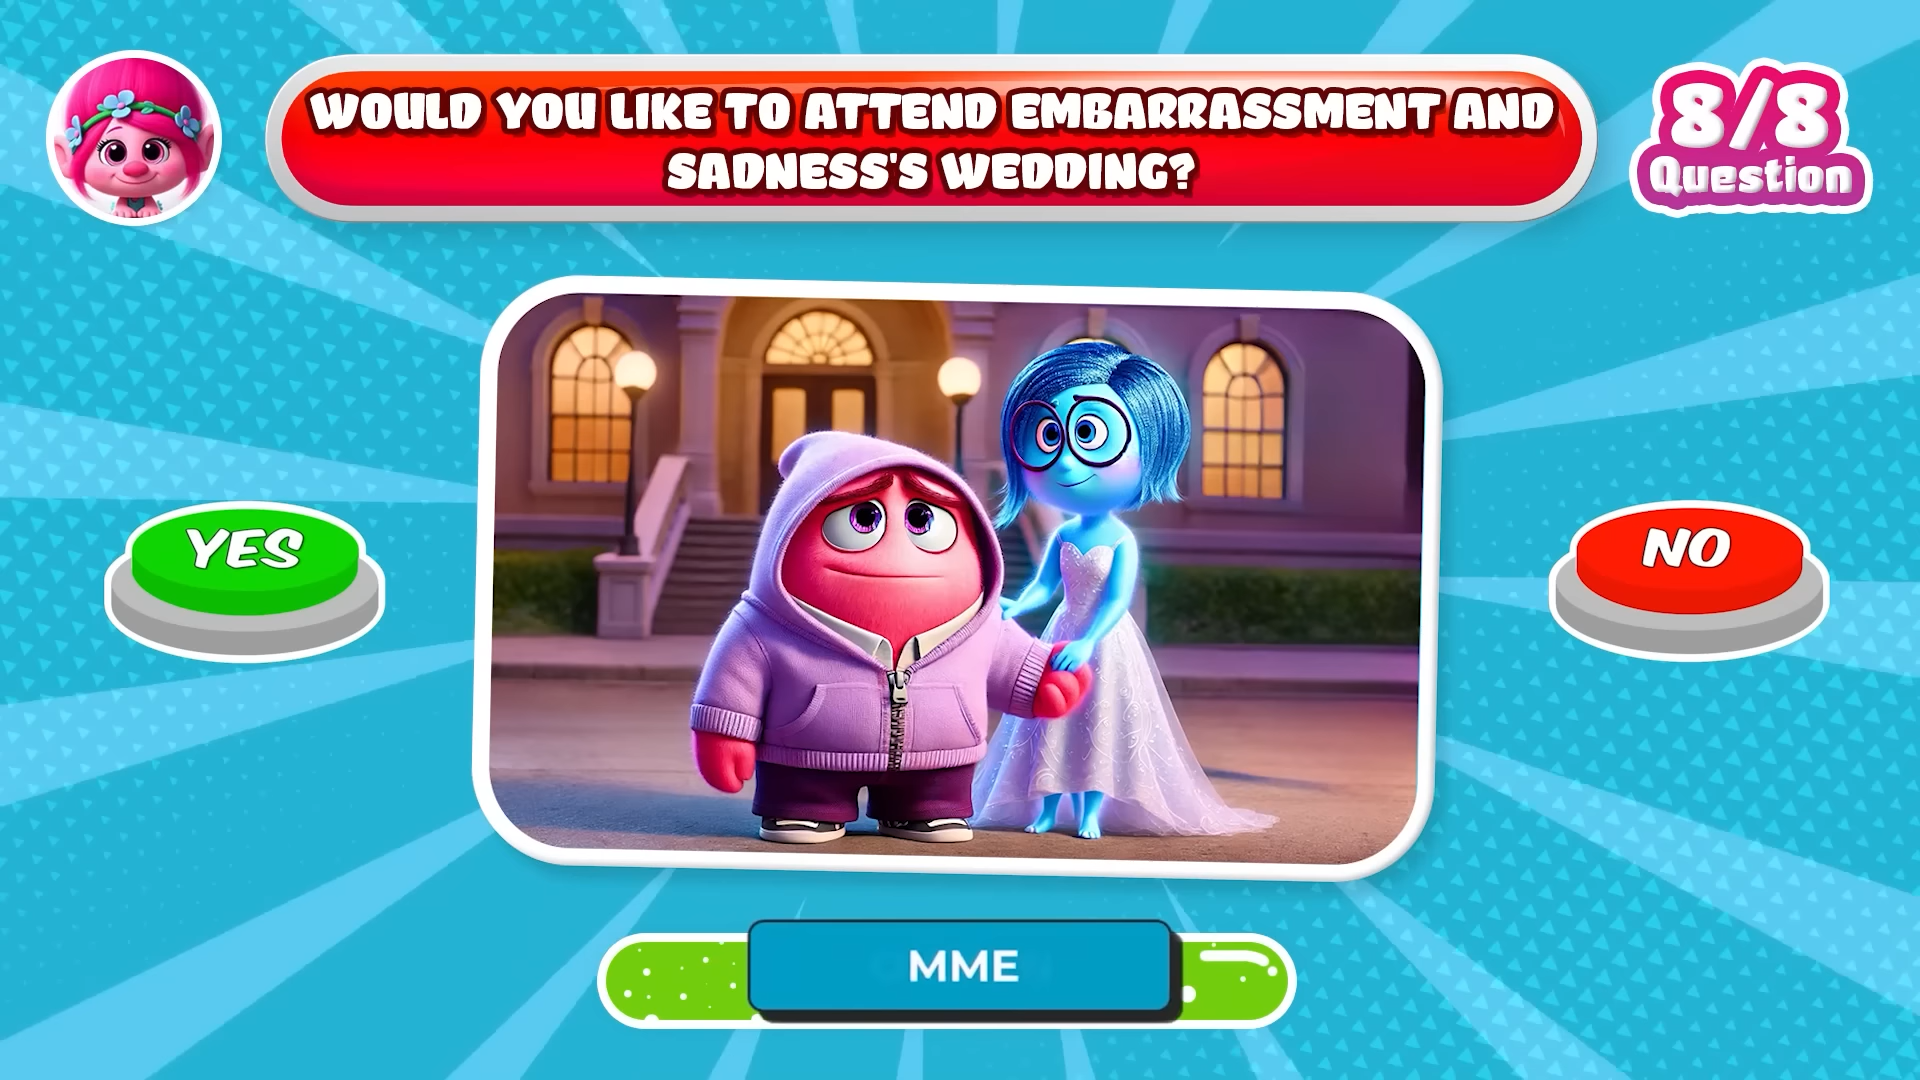 WOULD YOU LIKE TO ATTEND EMBARRASSMENT AND
SADNESS'S WEDDING?
8/8
Question
YES
NO
MME